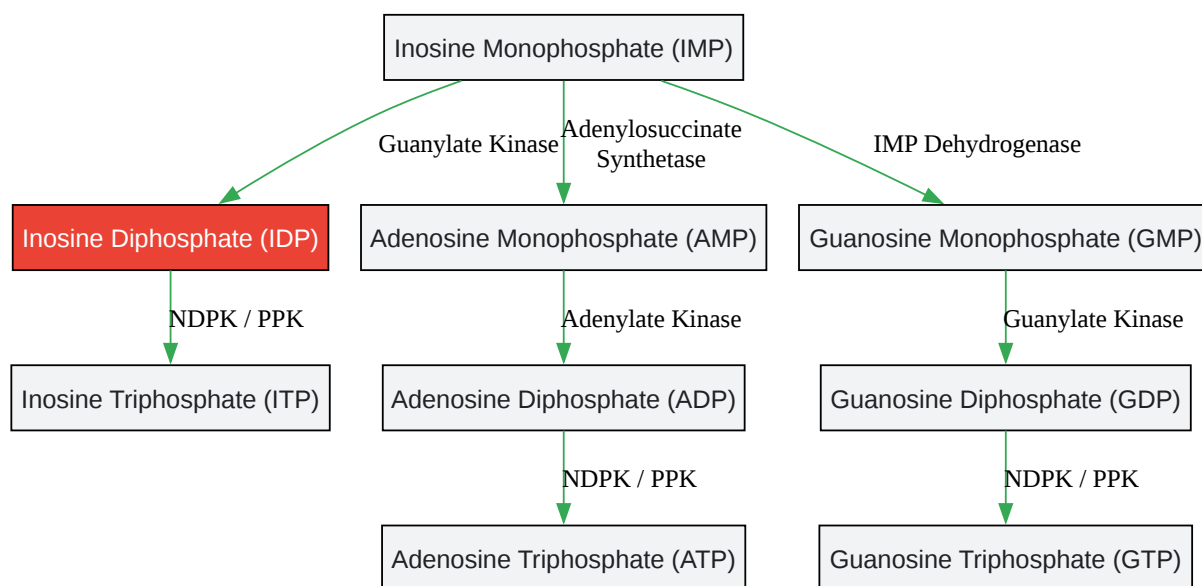 Inosine Monophosphate (IMP)
Guanylate Kinase
Adenylosuccinate
Synthetase
IMP Dehydrogenase
Inosine Diphosphate (IDP)
Adenosine Monophosphate (AMP)
Guanosine Monophosphate (GMP)
NDPK / PPK
Adenylate Kinase
Guanylate Kinase
Inosine Triphosphate (ITP)
Adenosine Diphosphate (ADP)
Guanosine Diphosphate (GDP)
NDPK / PPK
NDPK / PPK
Adenosine Triphosphate (ATP)
Guanosine Triphosphate (GTP)